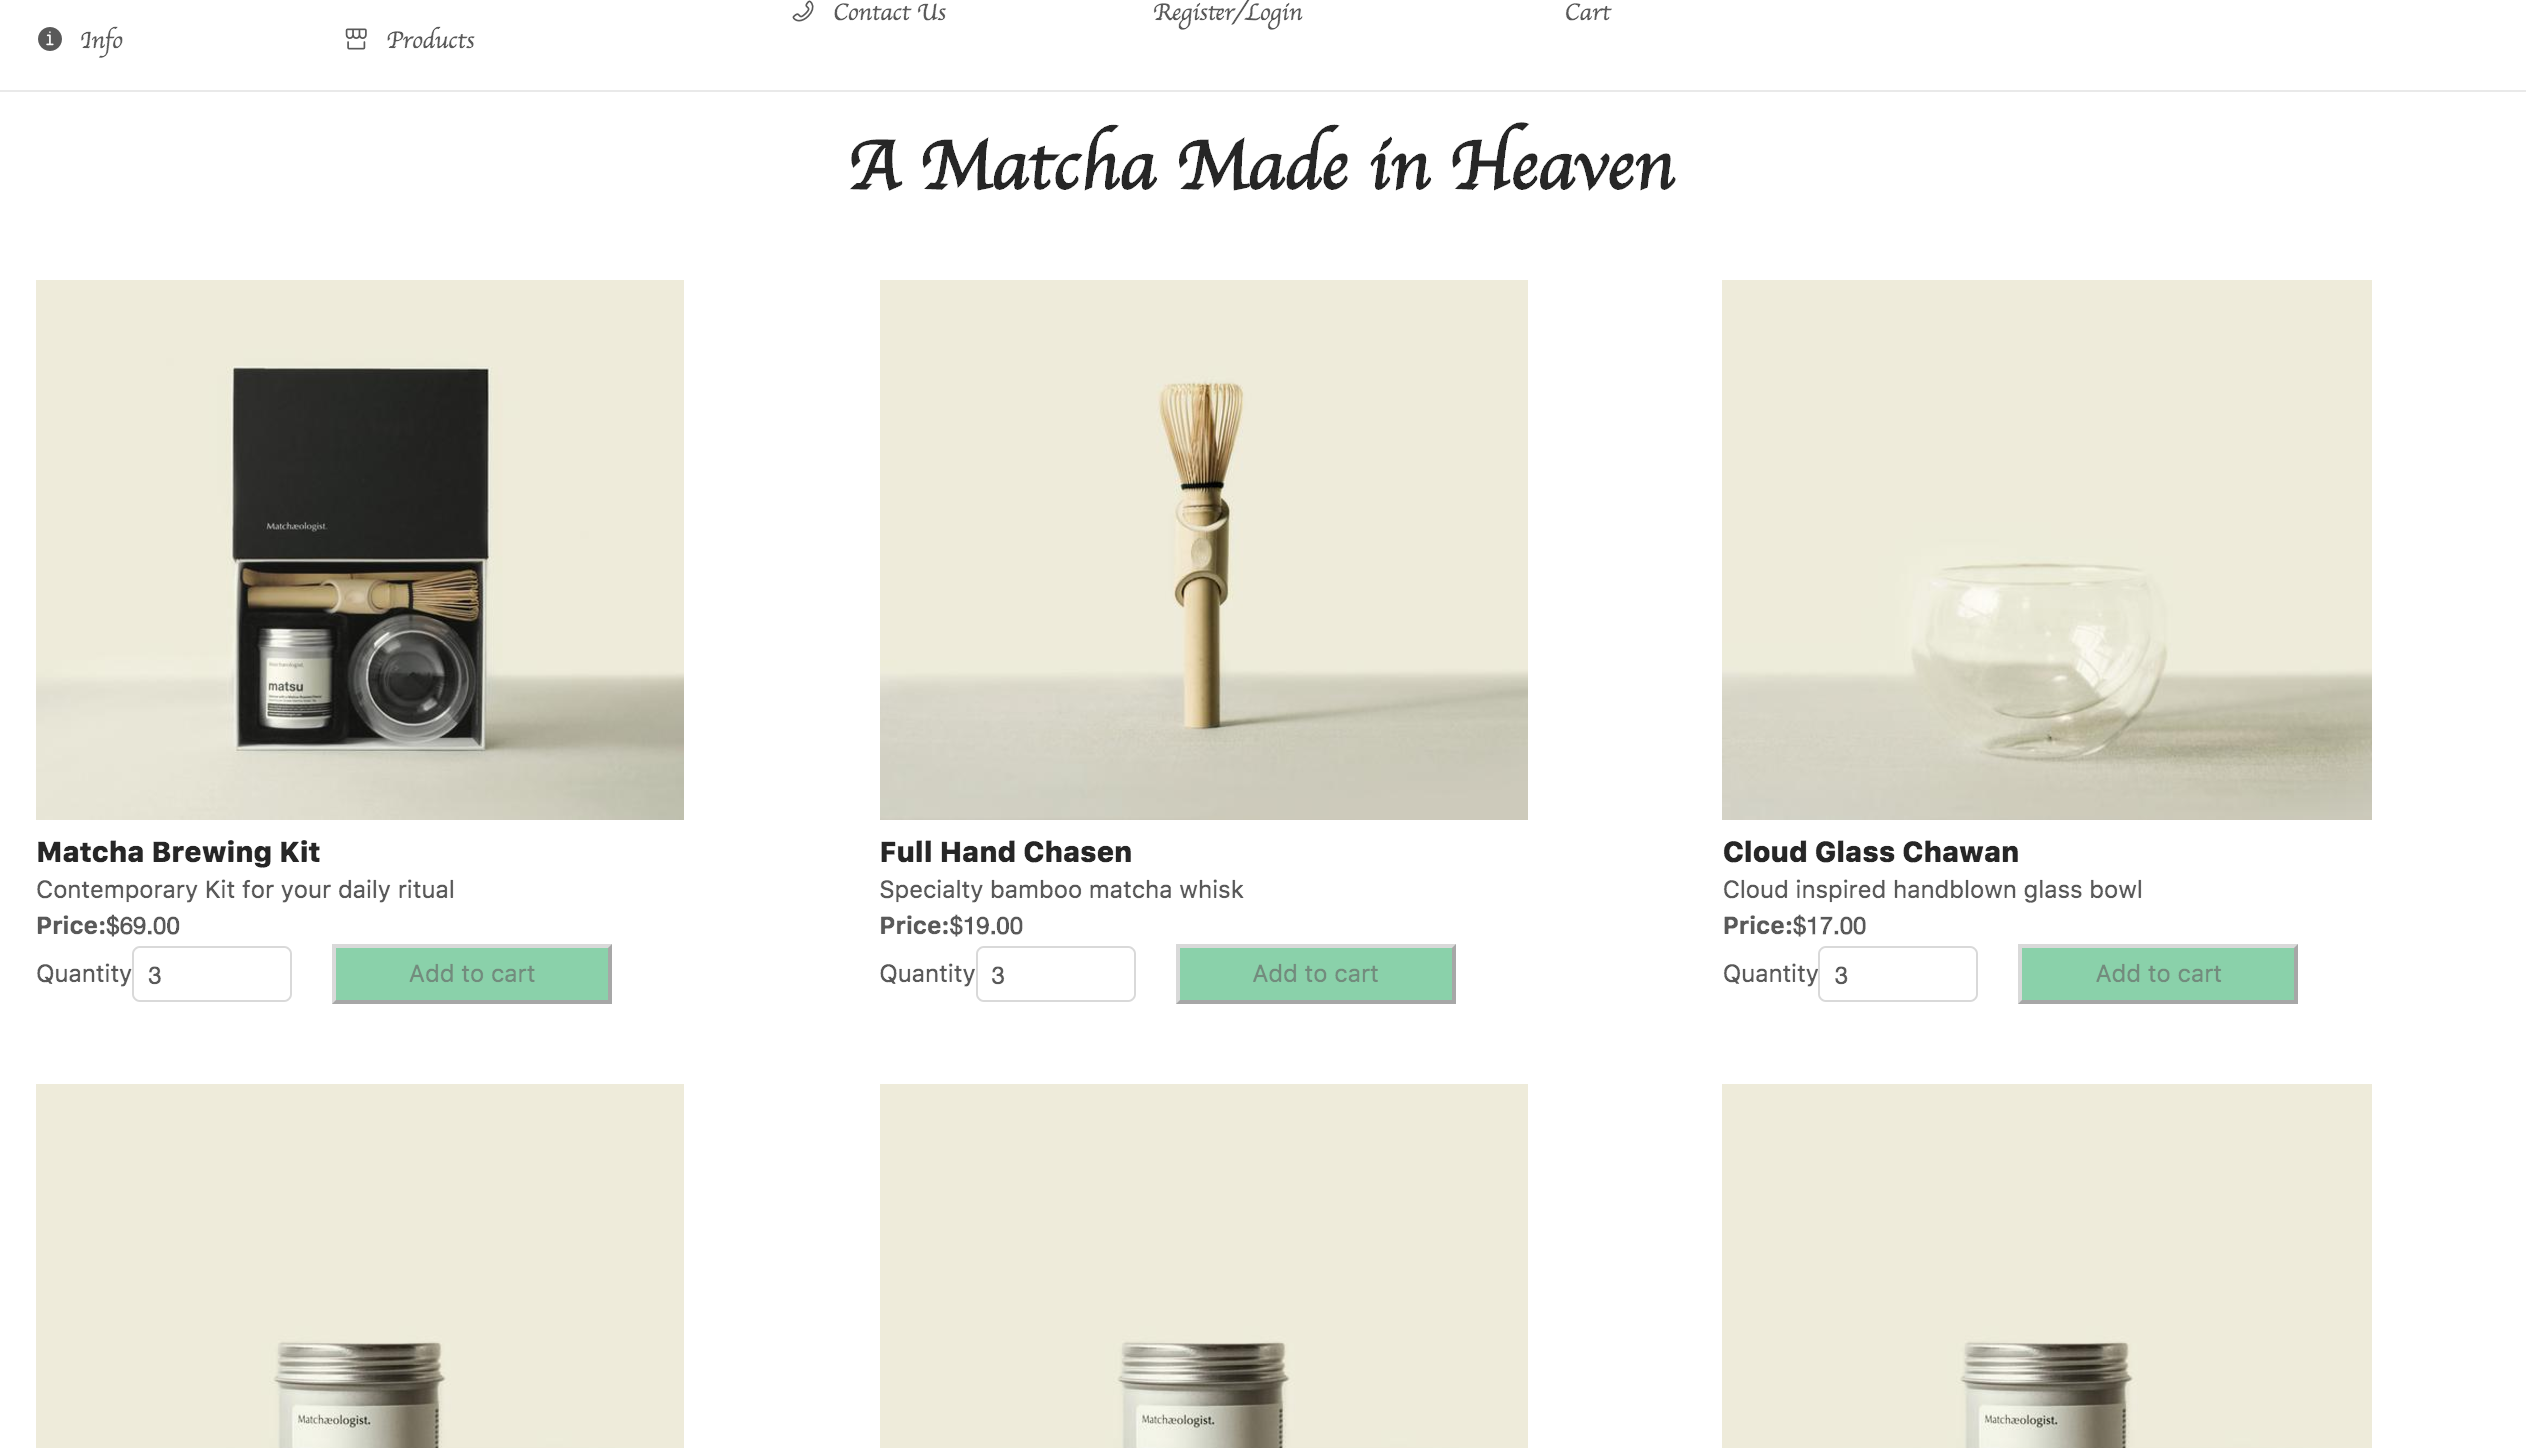 Contact Us
Register/Login
Cart
Info
Products
A Matcha Made in Heaven
Matchæologist.
matsu
Matcha Brewing Kit
Contemporary Kit for your daily ritual
Price:$69.00
Quantity 3 Add to cart
Full Hand Chasen
Specialty bamboo matcha whisk
Price:$19.00
Quantity 3 Add to cart
Cloud Glass Chawan
Cloud inspired handblown glass bowl
Price:$17.00
Quantity 3 Add to cart
Matchæologist.
Matchæologist.
Matchæologist.